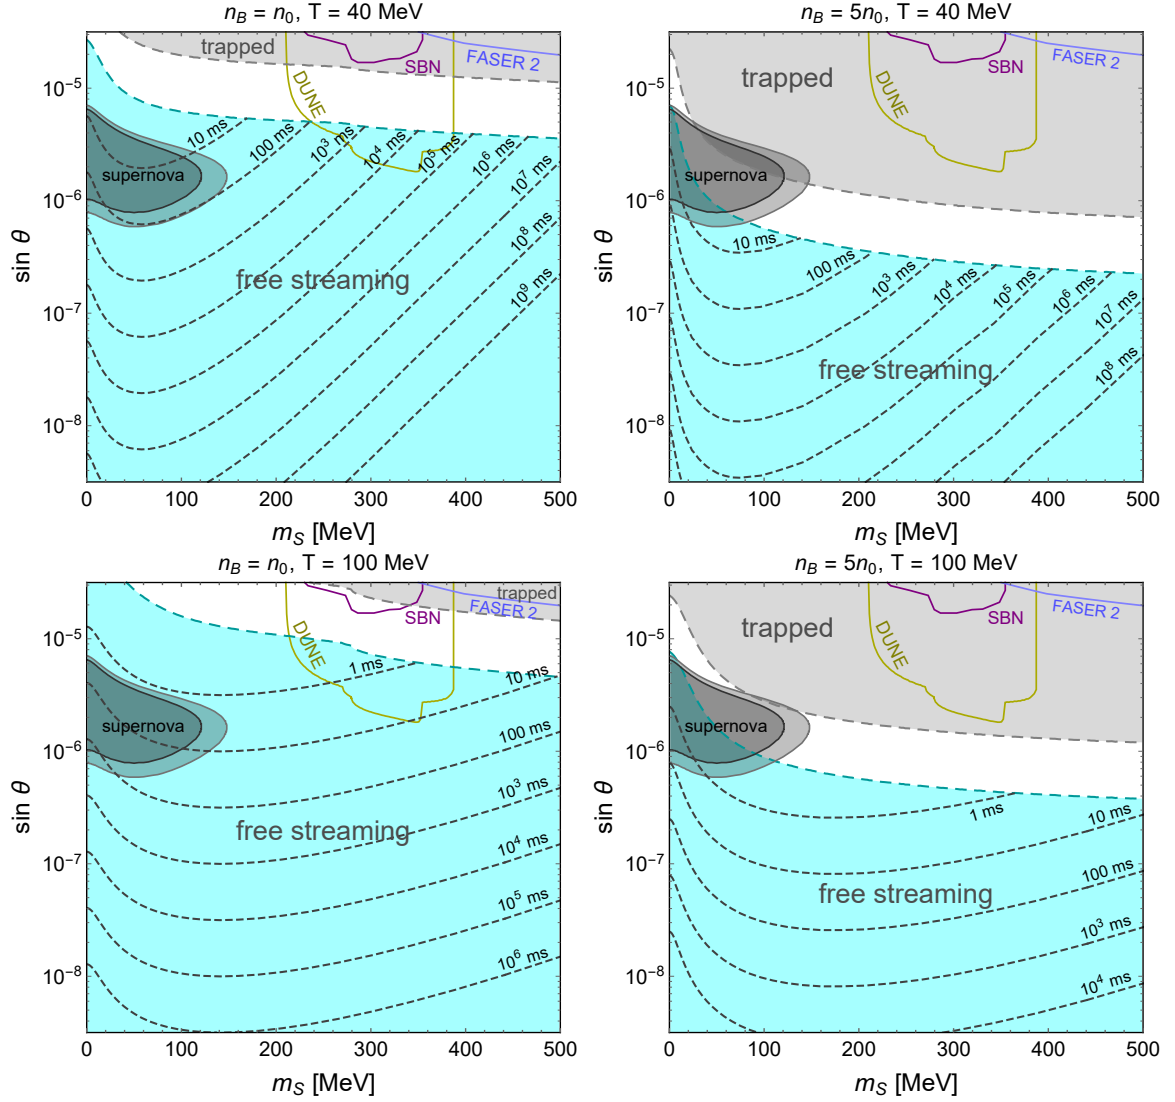 n_B = n_0, T = 40 MeV
trapped
FASER 2
SBN
DUNE
10 ms
100 ms
10^3 ms
10^4 ms
10^5 ms
10^6 ms
10^7 ms
10^8 ms
10^9 ms
supernova
free streaming
10^-5
10^-6
10^-7
10^-8
sin θ
0 100 200 300 400 500
m_S [MeV]
n_B = 5n_0, T = 40 MeV
trapped
FASER 2
SBN
DUNE
supernova
10 ms
100 ms
10^3 ms
10^4 ms
10^5 ms
10^6 ms
10^7 ms
10^8 ms
free streaming
10^-5
10^-6
10^-7
10^-8
sin θ
0 100 200 300 400 500
m_S [MeV]
n_B = n_0, T = 100 MeV
trapped
FASER 2
SBN
DUNE
1 ms
10 ms
100 ms
10^3 ms
10^4 ms
10^5 ms
10^6 ms
supernova
free streaming
10^-5
10^-6
10^-7
10^-8
sin θ
0 100 200 300 400 500
m_S [MeV]
n_B = 5n_0, T = 100 MeV
trapped
FASER 2
SBN
DUNE
supernova
1 ms
10 ms
100 ms
10^3 ms
10^4 ms
free streaming
10^-5
10^-6
10^-7
10^-8
sin θ
0 100 200 300 400 500
m_S [MeV]